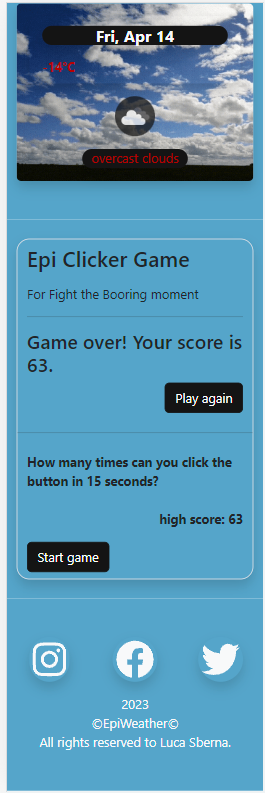 Fri, Apr 14
-14°C
overcast clouds
Epi Clicker Game
For Fight the Booring moment
Game over! Your score is
63.
Play again
How many times can you click the
button in 15 seconds?
high score: 63
Start game
2023
©EpiWeather©
All rights reserved to Luca Sberna.